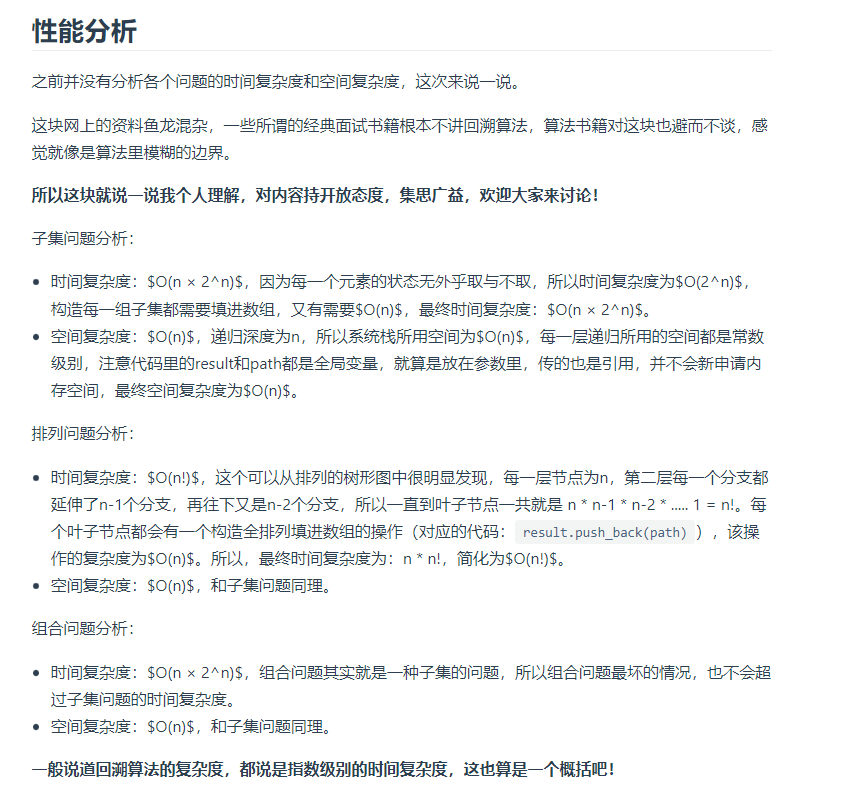 性能分析
之前并没有分析各个问题的时间复杂度和空间复杂度，这次来说一说。
这块网上的资料鱼龙混杂，一些所谓的经典面试书籍根本不讲回溯算法，算法书籍对这块也避而不谈，感
觉就像是算法里模糊的边界。
所以这块就说一说我个人理解，对内容持开放态度，集思广益，欢迎大家来讨论！
子集问题分析：
• 时间复杂度：$O(n × 2^n)$，因为每一个元素的状态无外乎取与不取，所以时间复杂度为$O(2^n)$，
构造每一组子集都需要填进数组，又有需要$O(n)$，最终时间复杂度：$O(n × 2^n)$。
• 空间复杂度：$O(n)$，递归深度为n，所以系统栈所用空间为$O(n)$，每一层递归所用的空间都是常数
级别，注意代码里的result和path都是全局变量，就算是放在参数里，传的也是引用，并不会新申请内
存空间，最终空间复杂度为$O(n)$。
排列问题分析：
• 时间复杂度：$O(n!)$，这个可以从排列的树形图中很明显发现，每一层节点为n，第二层每一个分支都
延伸了n-1个分支，再往下又是n-2个分支，所以一直到叶子节点一共就是 n * n-1 * n-2 * ..... 1 = n!。每
个叶子节点都会有一个构造全排列填进数组的操作（对应的代码：result.push_back(path)），该操
作的复杂度为$O(n)$。所以，最终时间复杂度为：n * n!，简化为$O(n!)$。
• 空间复杂度：$O(n)$，和子集问题同理。
组合问题分析：
• 时间复杂度：$O(n × 2^n)$，组合问题其实就是一种子集的问题，所以组合问题最坏的情况，也不会超
过子集问题的时间复杂度。
• 空间复杂度：$O(n)$，和子集问题同理。
一般说道回溯算法的复杂度，都说是指数级别的时间复杂度，这也算是一个概括吧！